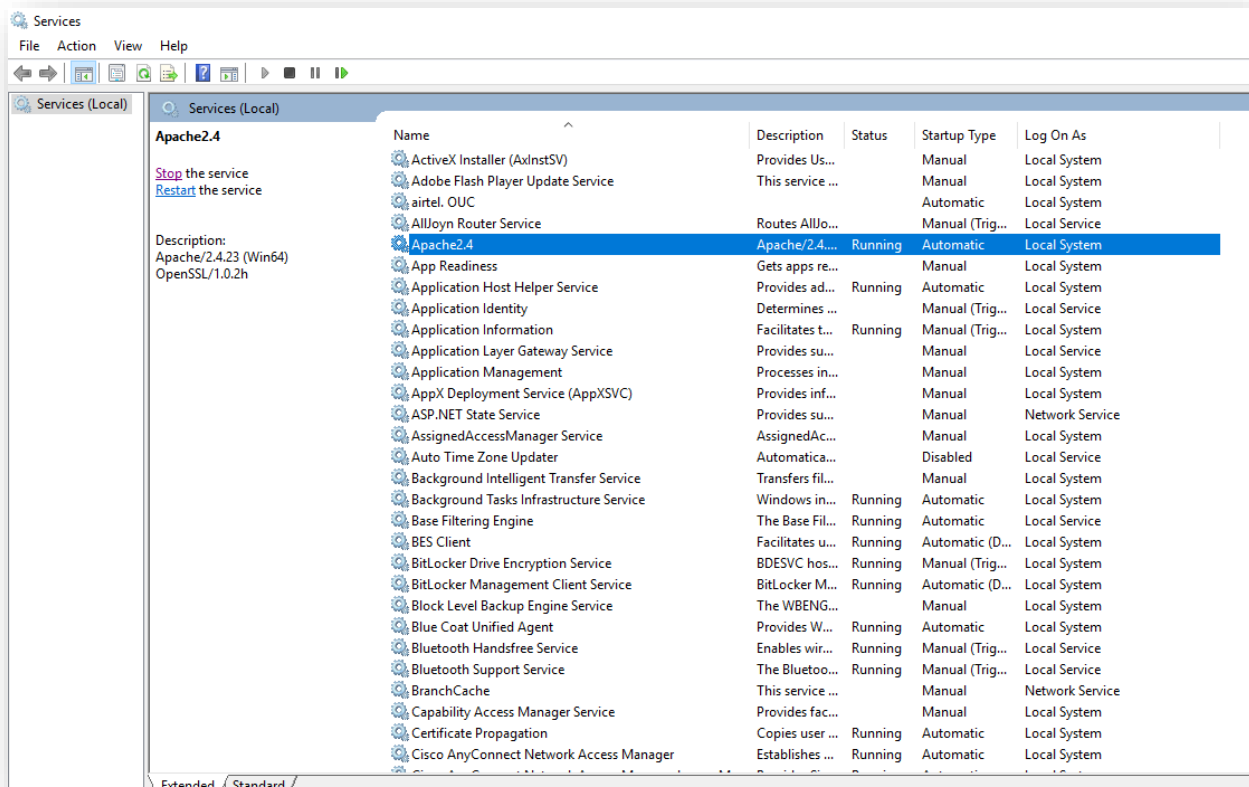 Services
File Action View Help
Services (Local)
Services (Local)
Apache2.4
Stop the service
Restart the service
Description:
Apache/2.4.23 (Win64)
OpenSSL/1.0.2h
Name Description Status Startup Type Log On As
ActiveX Installer (AxInstSV) Provides Us... Manual Local System
Adobe Flash Player Update Service This service ... Manual Local System
airtel. OUC Automatic Local System
AllJoyn Router Service Routes AllJo... Manual (Trig... Local Service
Apache2.4 Apache/2.4.... Running Automatic Local System
App Readiness Gets apps re... Manual Local System
Application Host Helper Service Provides ad... Running Automatic Local System
Application Identity Determines ... Manual (Trig... Local Service
Application Information Facilitates t... Running Manual (Trig... Local System
Application Layer Gateway Service Provides su... Manual Local Service
Application Management Processes in... Manual Local System
AppX Deployment Service (AppXSVC) Provides inf... Manual Local System
ASP.NET State Service Provides su... Manual Network Service
AssignedAccessManager Service AssignedAc... Manual Local System
Auto Time Zone Updater Automatica... Disabled Local Service
Background Intelligent Transfer Service Transfers fil... Manual Local System
Background Tasks Infrastructure Service Windows in... Running Automatic Local System
Base Filtering Engine The Base Fil... Running Automatic Local Service
BES Client Facilitates u... Running Automatic (D... Local System
BitLocker Drive Encryption Service BDESVC hos... Running Manual (Trig... Local System
BitLocker Management Client Service BitLocker M... Running Automatic (D... Local System
Block Level Backup Engine Service The WBENG... Manual Local System
Blue Coat Unified Agent Provides W... Running Automatic Local System
Bluetooth Handsfree Service Enables wir... Running Manual (Trig... Local Service
Bluetooth Support Service The Bluetoo... Running Manual (Trig... Local Service
BranchCache This service ... Manual Network Service
Capability Access Manager Service Provides fac... Manual Local System
Certificate Propagation Copies user ... Running Automatic Local System
Cisco AnyConnect Network Access Manager Establishes ... Running Automatic Local System
Extended Standard